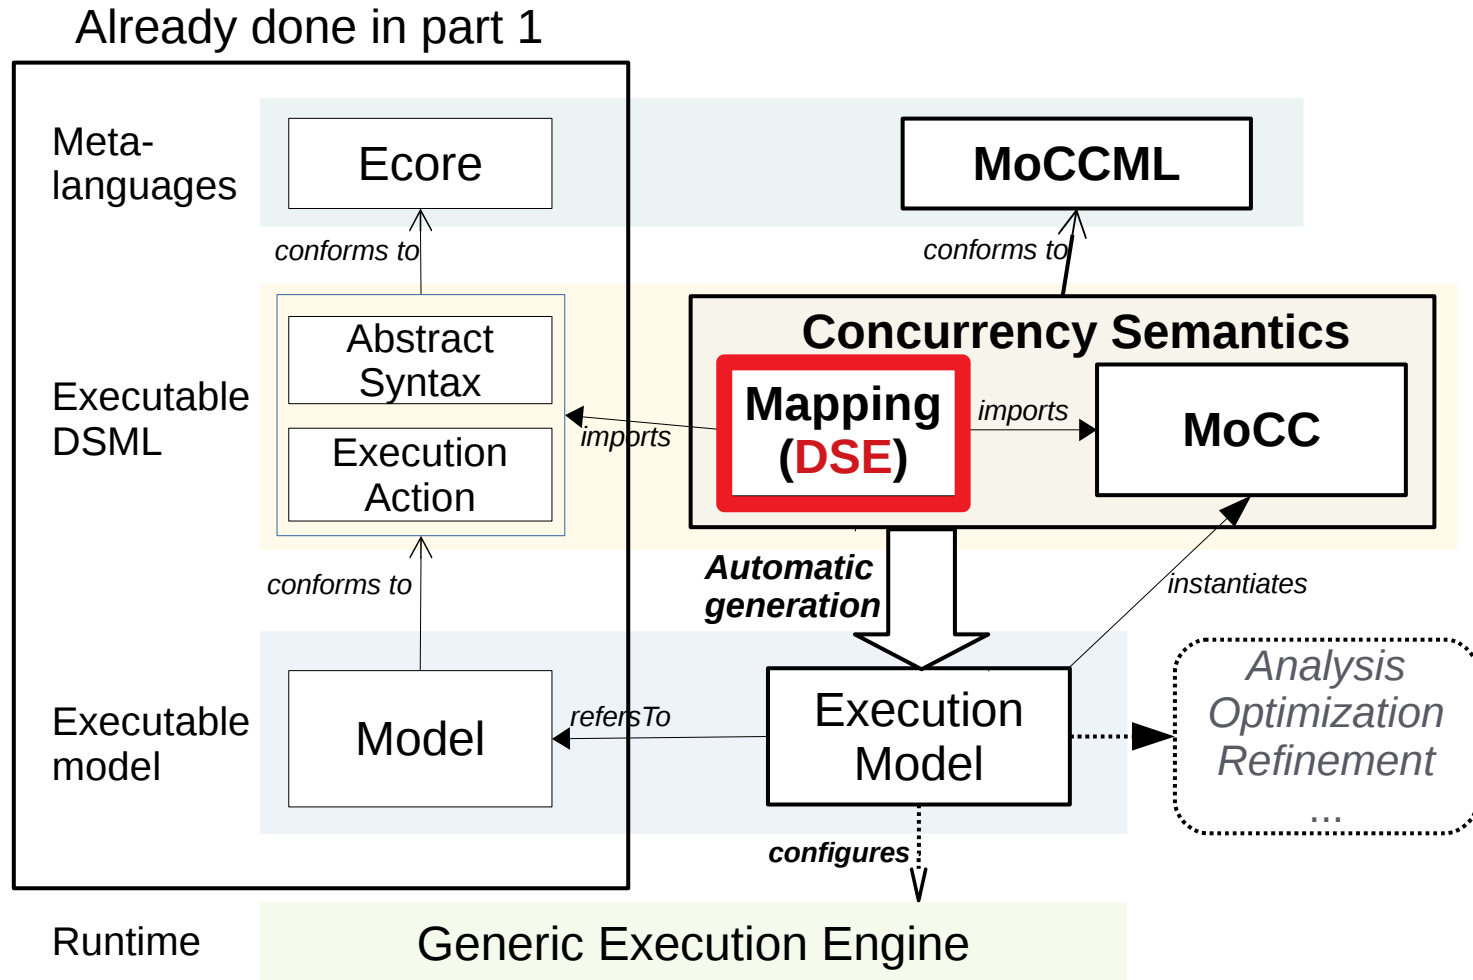 Already done in part 1
Meta-
languages
Ecore
MoCCML
conforms to
conforms to
Executable
DSML
Abstract
Syntax
Execution
Action
imports
Concurrency Semantics
Mapping
(DSE)
imports
MoCC
conforms to
Automatic
generation
instantiates
Executable
model
Model
refersTo
Execution
Model
Analysis
Optimization
Refinement
...
configures
Runtime
Generic Execution Engine